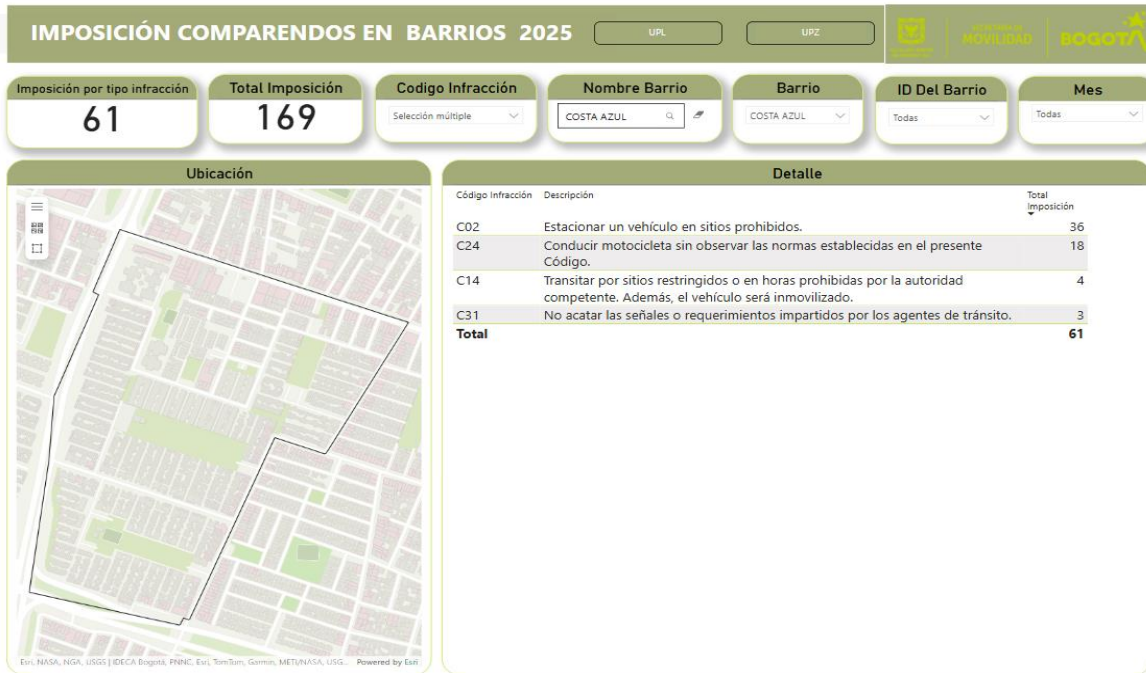 IMPOSICIÓN COMPARENDOS EN BARRIOS 2025
UPL
UPZ
MOVILIDAD
BOGOTÁ
Imposición por tipo infracción
61
Total Imposición
169
Codigo Infracción
Selección múltiple
Nombre Barrio
COSTA AZUL
Barrio
COSTA AZUL
ID Del Barrio
Todas
Mes
Todas
Ubicación
Esri, NASA, NGA, USGS | IDECA Bogotá, PNNC, Esri, TomTom, Garmin, METI/NASA, USG... Powered by Esri
Detalle
Código Infracción Descripción Total
Imposición
C02 Estacionar un vehículo en sitios prohibidos. 36
C24 Conducir motocicleta sin observar las normas establecidas en el presente 18
Código.
C14 Transitar por sitios restringidos o en horas prohibidas por la autoridad 4
competente. Además, el vehículo será inmovilizado.
C31 No acatar las señales o requerimientos impartidos por los agentes de tránsito. 3
Total 61